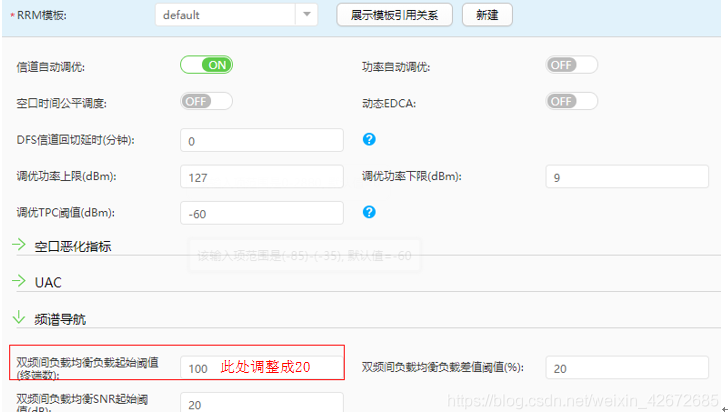 *RRM模板: default 展示模板引用关系 新建
信道自动调优: ON 功率自动调优: OFF
空口时间公平调度: OFF 动态EDCA: OFF
DFS信道回切延时(分钟): 0 ?
调优功率上限(dBm): 127 调优功率下限(dBm): 9
调优TPC阈值(dBm): -60 ?
空口恶化指标
该输入项范围是(-85)-(-35), 默认值=-60
UAC
频谱导航
双频间负载均衡负载起始阈值
(终端数): 100 此处调整成20 双频间负载均衡负载差值阈值(%): 20
双频间负载均衡SNR起始阈
值(dB): 20
https://blog.csdn.net/weixin_42672685